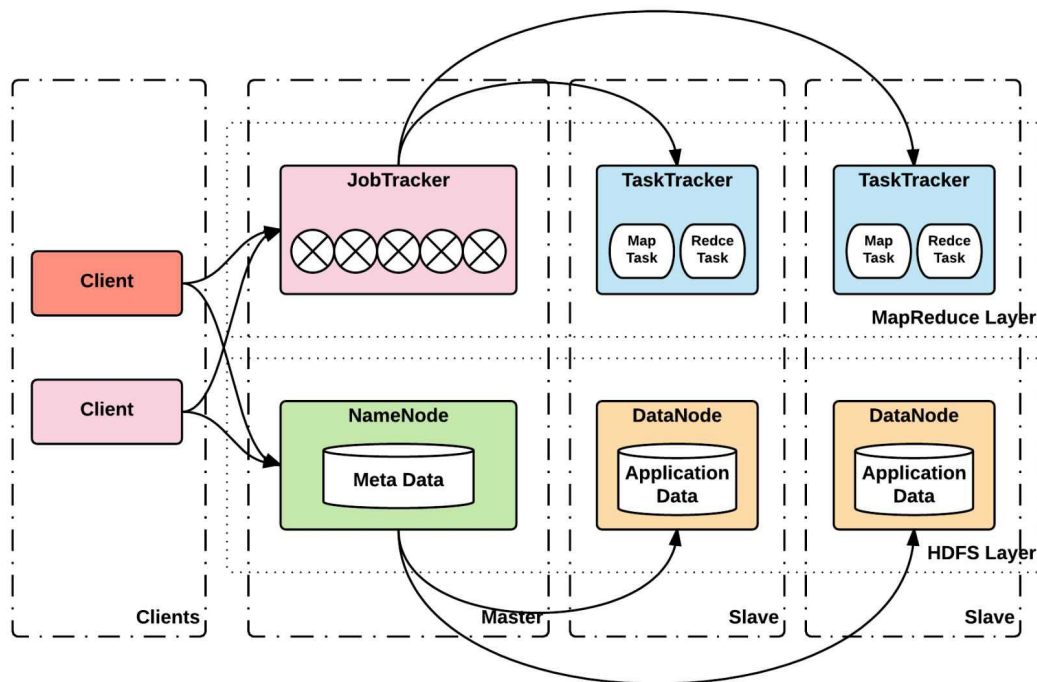 JobTracker
TaskTracker
TaskTracker
Map
Task
Redce
Task
Map
Task
Redce
Task
Client
MapReduce Layer
Client
NameNode
DataNode
DataNode
Meta Data
Application
Data
Application
Data
HDFS Layer
Clients
Master
Slave
Slave